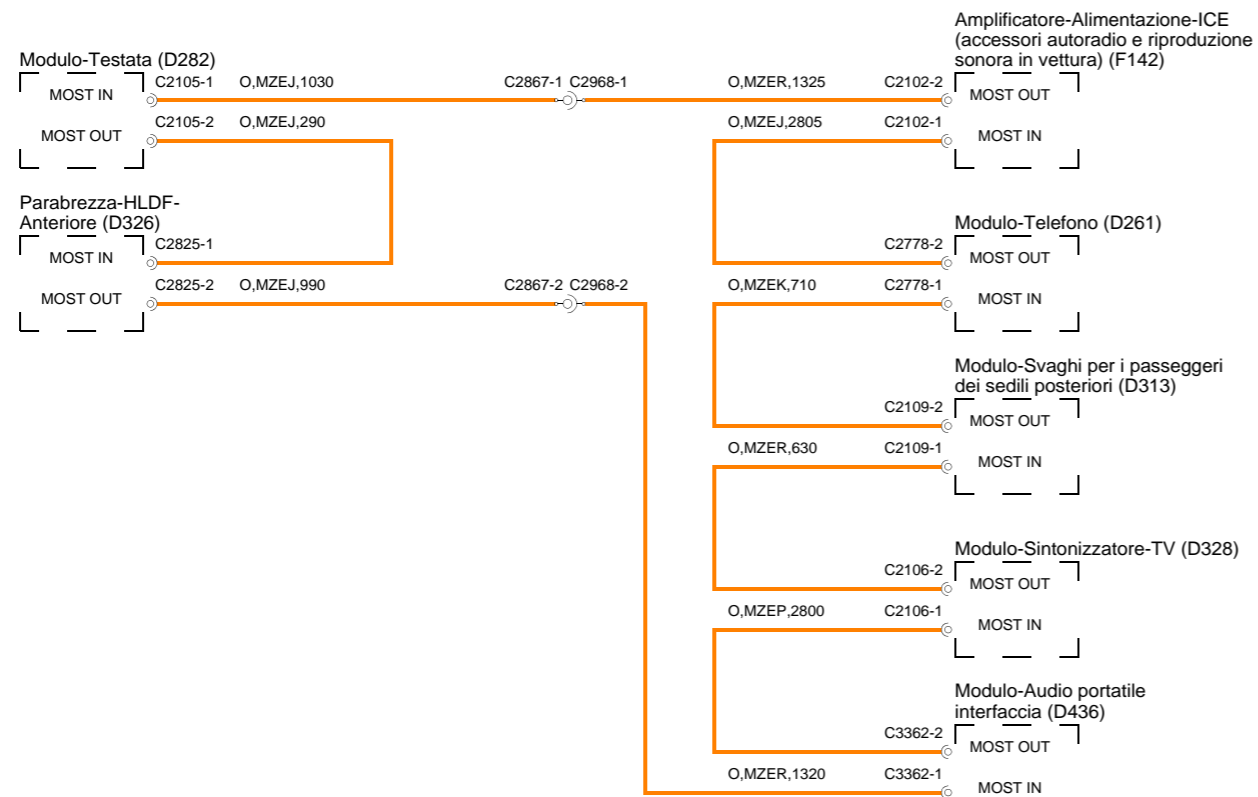 Amplificatore-Alimentazione-ICE
(accessori autoradio e riproduzione
sonora in vettura) (F142)
Modulo-Testata (D282)
MOST IN
C2105-1
O,MZEJ,1030
C2867-1 C2968-1
O,MZER,1325
C2102-2
MOST OUT
MOST OUT
C2105-2
O,MZEJ,290
O,MZEJ,2805
C2102-1
MOST IN
Parabrezza-HLDF-
Anteriore (D326)
MOST IN
C2825-1
Modulo-Telefono (D261)
C2778-2
MOST OUT
MOST OUT
C2825-2
O,MZEJ,990
C2867-2 C2968-2
O,MZEK,710
C2778-1
MOST IN
Modulo-Svaghi per i passeggeri
dei sedili posteriori (D313)
C2109-2
MOST OUT
O,MZER,630
C2109-1
MOST IN
Modulo-Sintonizzatore-TV (D328)
C2106-2
MOST OUT
O,MZEP,2800
C2106-1
MOST IN
Modulo-Audio portatile
interfaccia (D436)
C3362-2
MOST OUT
O,MZER,1320
C3362-1
MOST IN